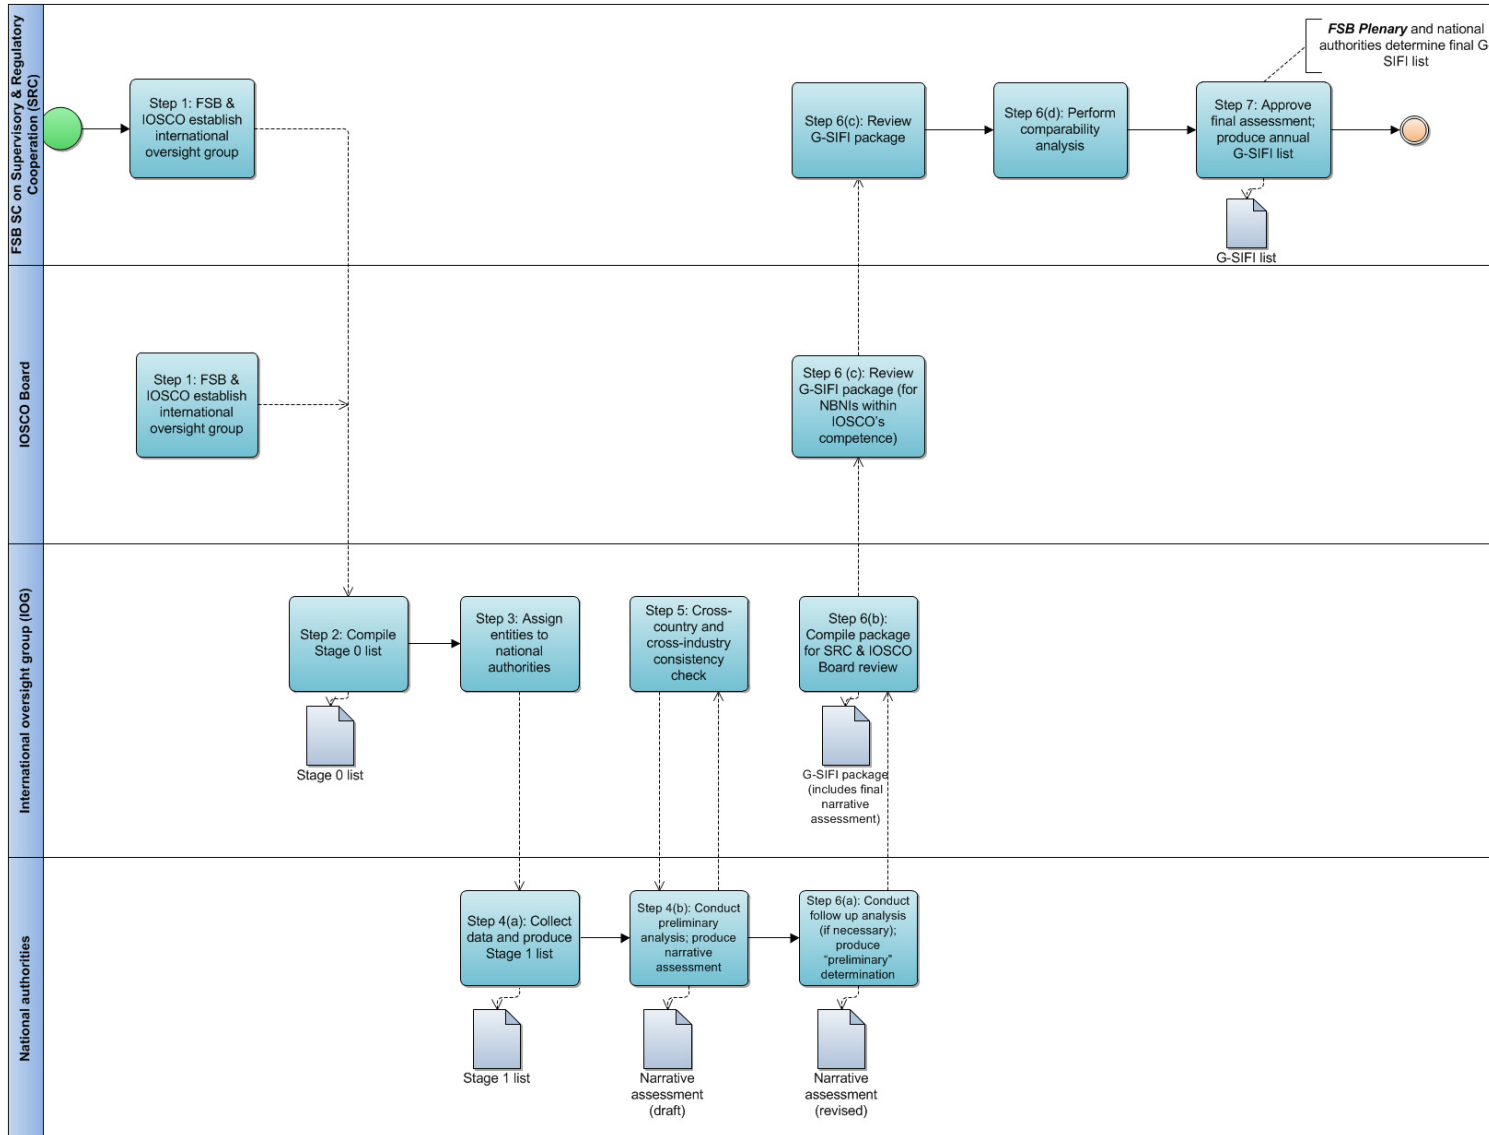 FSB SC on Supervisory & Regulatory
Cooperation (SRC)
Step 1: FSB &
IOSCO establish
international
oversight group
Step 6(c): Review
G-SIFI package
Step 6(d): Perform
comparability
analysis
Step 7: Approve
final assessment;
produce annual
G-SIFI list
FSB Plenary and national
authorities determine final G-
SIFI list
G-SIFI list
IOSCO Board
Step 1: FSB &
IOSCO establish
international
oversight group
Step 6 (c): Review
G-SIFI package (for
NBNIs within
IOSCO's
competence)
International oversight group (IOG)
Step 2: Compile
Stage 0 list
Stage 0 list
Step 3: Assign
entities to
national
authorities
Step 5: Cross-
country and
cross-industry
consistency
check
Step 6(b):
Compile package
for SRC & IOSCO
Board review
G-SIFI package
(includes final
narrative
assessment)
National authorities
Step 4(a): Collect
data and produce
Stage 1 list
Stage 1 list
Step 4(b): Conduct
preliminary
analysis; produce
narrative
assessment
Narrative
assessment
(draft)
Step 6(a): Conduct
follow up analysis
(if necessary);
produce
“preliminary”
determination
Narrative
assessment
(revised)